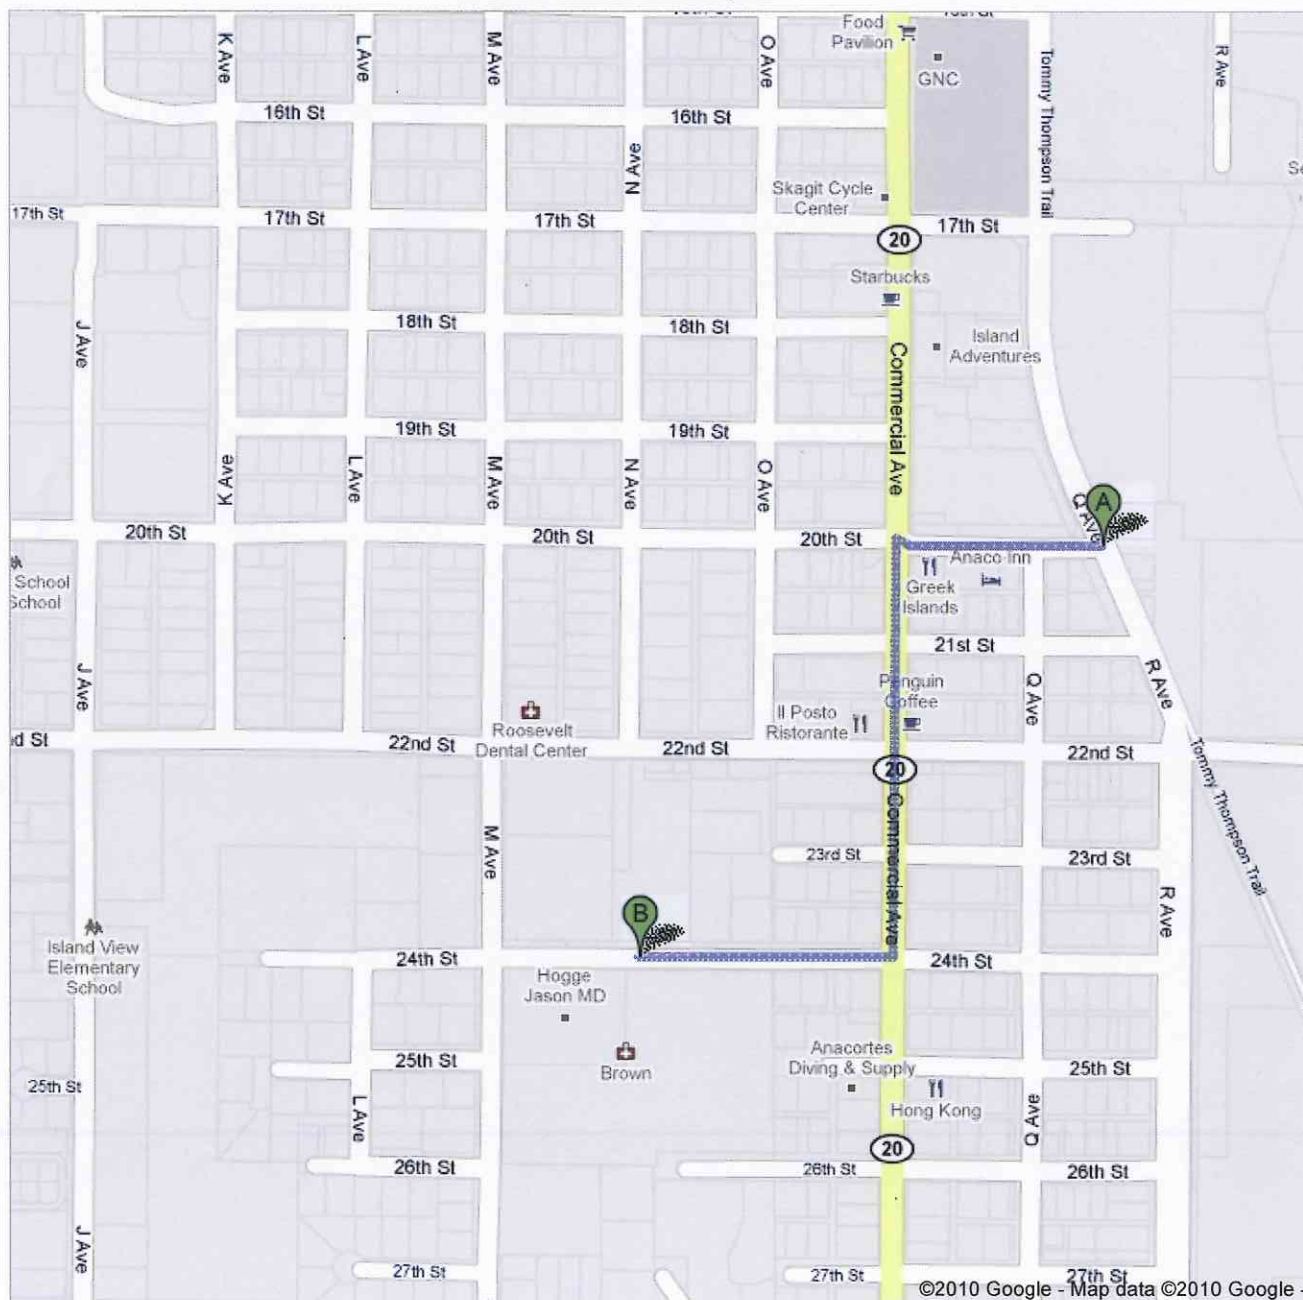 Food
Pavilion
GNC
K Ave
L Ave
M Ave
O Ave
Tommy Thompson Trail
R Ave
16th St
16th St
N Ave
Skagit Cycle
Center
17th St
17th St
17th St
17th St
20
Starbucks
J Ave
18th St
18th St
Commercial Ave
Island
Adventures
19th St
19th St
K Ave
L Ave
M Ave
N Ave
O Ave
Q Ave
A
20th St
20th St
20th St
Anaco Inn
Greek
Islands
School
School
21st St
J Ave
Penguin
Coffee
Q Ave
R Ave
Il Posto
Ristorante
Roosevelt
Dental Center
d St
22nd St
22nd St
22nd St
20
Tommy Thompson Trail
Commercial Ave
M Ave
23rd St
23rd St
R Ave
B
Island View
Elementary
School
24th St
24th St
Hogge
Jason MD
Brown
Anacortes
Diving & Supply
25th St
25th St
25th St
Hong Kong
L Ave
Q Ave
20
26th St
26th St
26th St
J Ave
27th St
27th St
27th St
©2010 Google - Map data ©2010 Google -